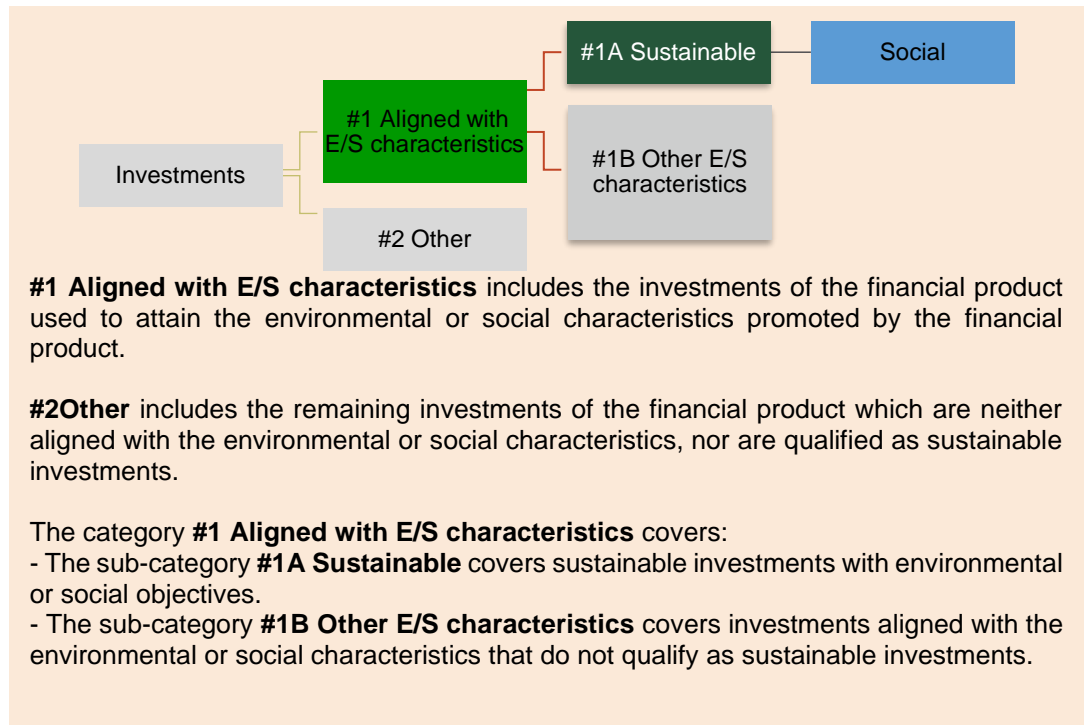 #1A Sustainable
Social
#1 Aligned with
E/S characteristics
#1B Other E/S
characteristics
Investments
#2 Other
#1 Aligned with E/S characteristics includes the investments of the financial product
used to attain the environmental or social characteristics promoted by the financial
product.
#2Other includes the remaining investments of the financial product which are neither
aligned with the environmental or social characteristics, nor are qualified as sustainable
investments.
The category #1 Aligned with E/S characteristics covers:
- The sub-category #1A Sustainable covers sustainable investments with environmental
or social objectives.
- The sub-category #1B Other E/S characteristics covers investments aligned with the
environmental or social characteristics that do not qualify as sustainable investments.